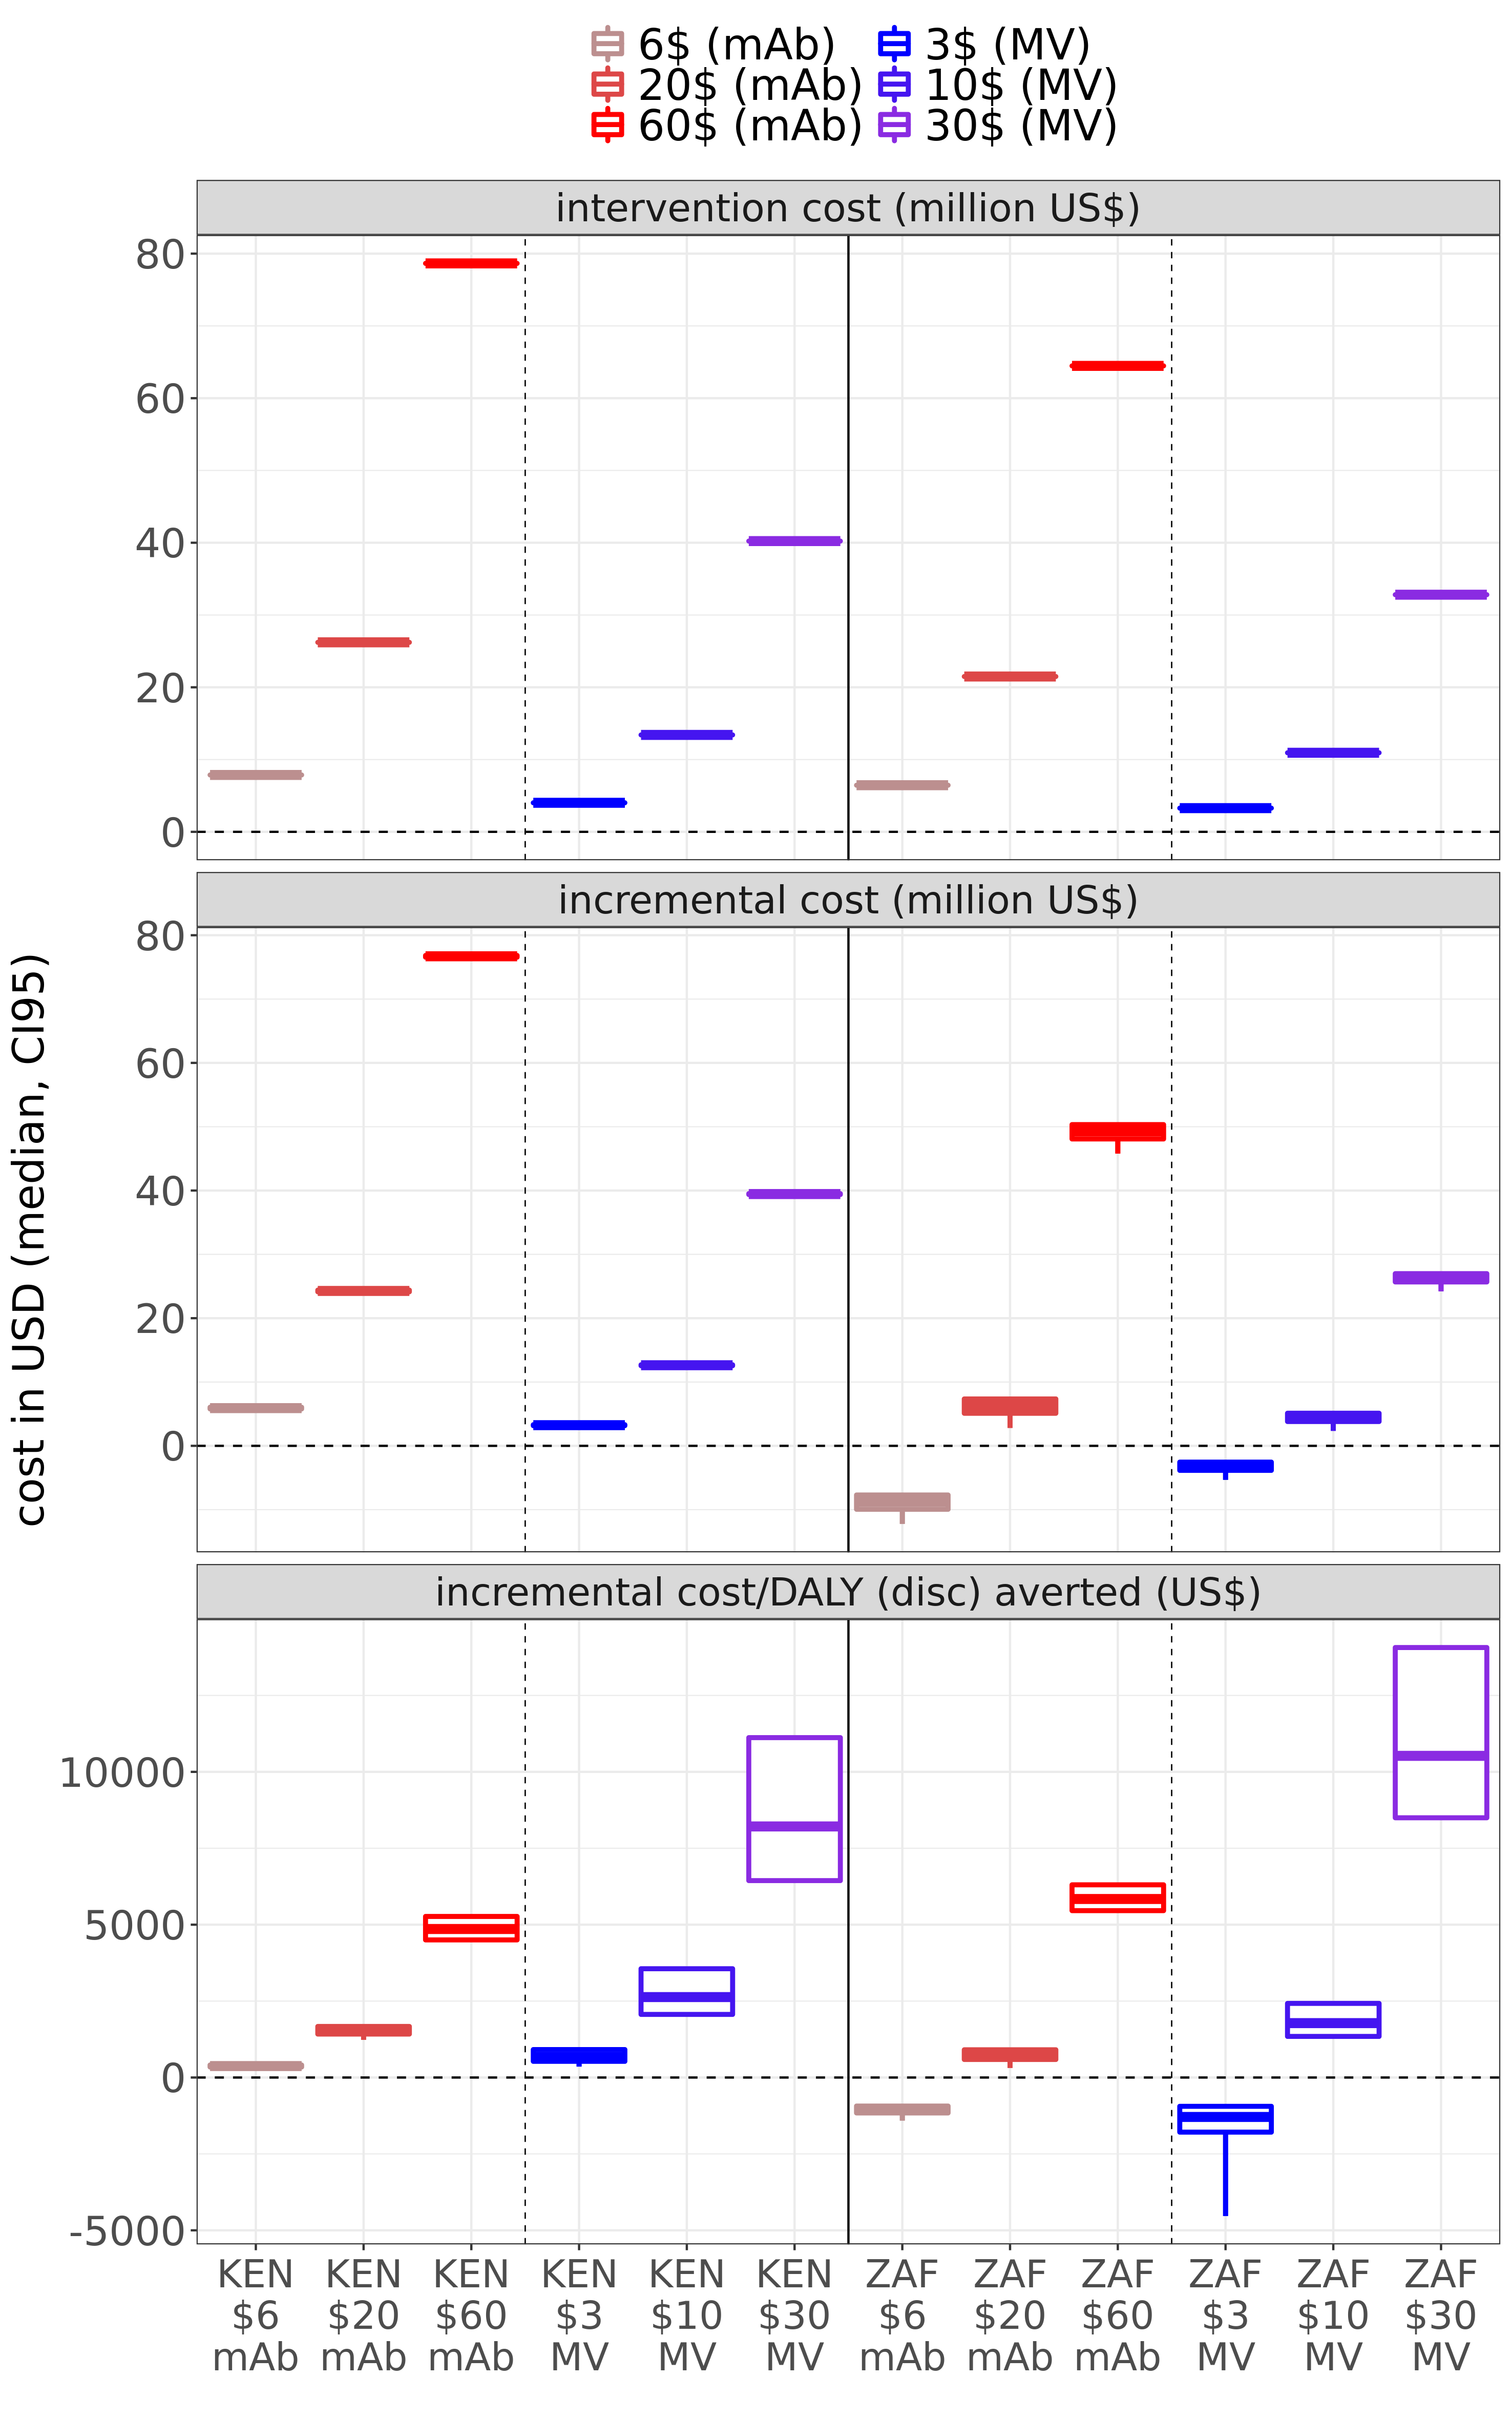 6$ (mAb) 3$ (MV)
20$ (mAb) 10$ (MV)
60$ (mAb) 30$ (MV)
intervention cost (million US$)
80
60
40
20
0
incremental cost (million US$)
80
60
40
20
0
incremental cost/DALY (disc) averted (US$)
10000
5000
0
-5000
cost in USD (median, CI95)
KEN KEN KEN KEN KEN KEN ZAF ZAF ZAF ZAF ZAF ZAF
$6 $20 $60 $3 $10 $30 $6 $20 $60 $3 $10 $30
mAb mAb mAb MV MV MV mAb mAb mAb MV MV MV